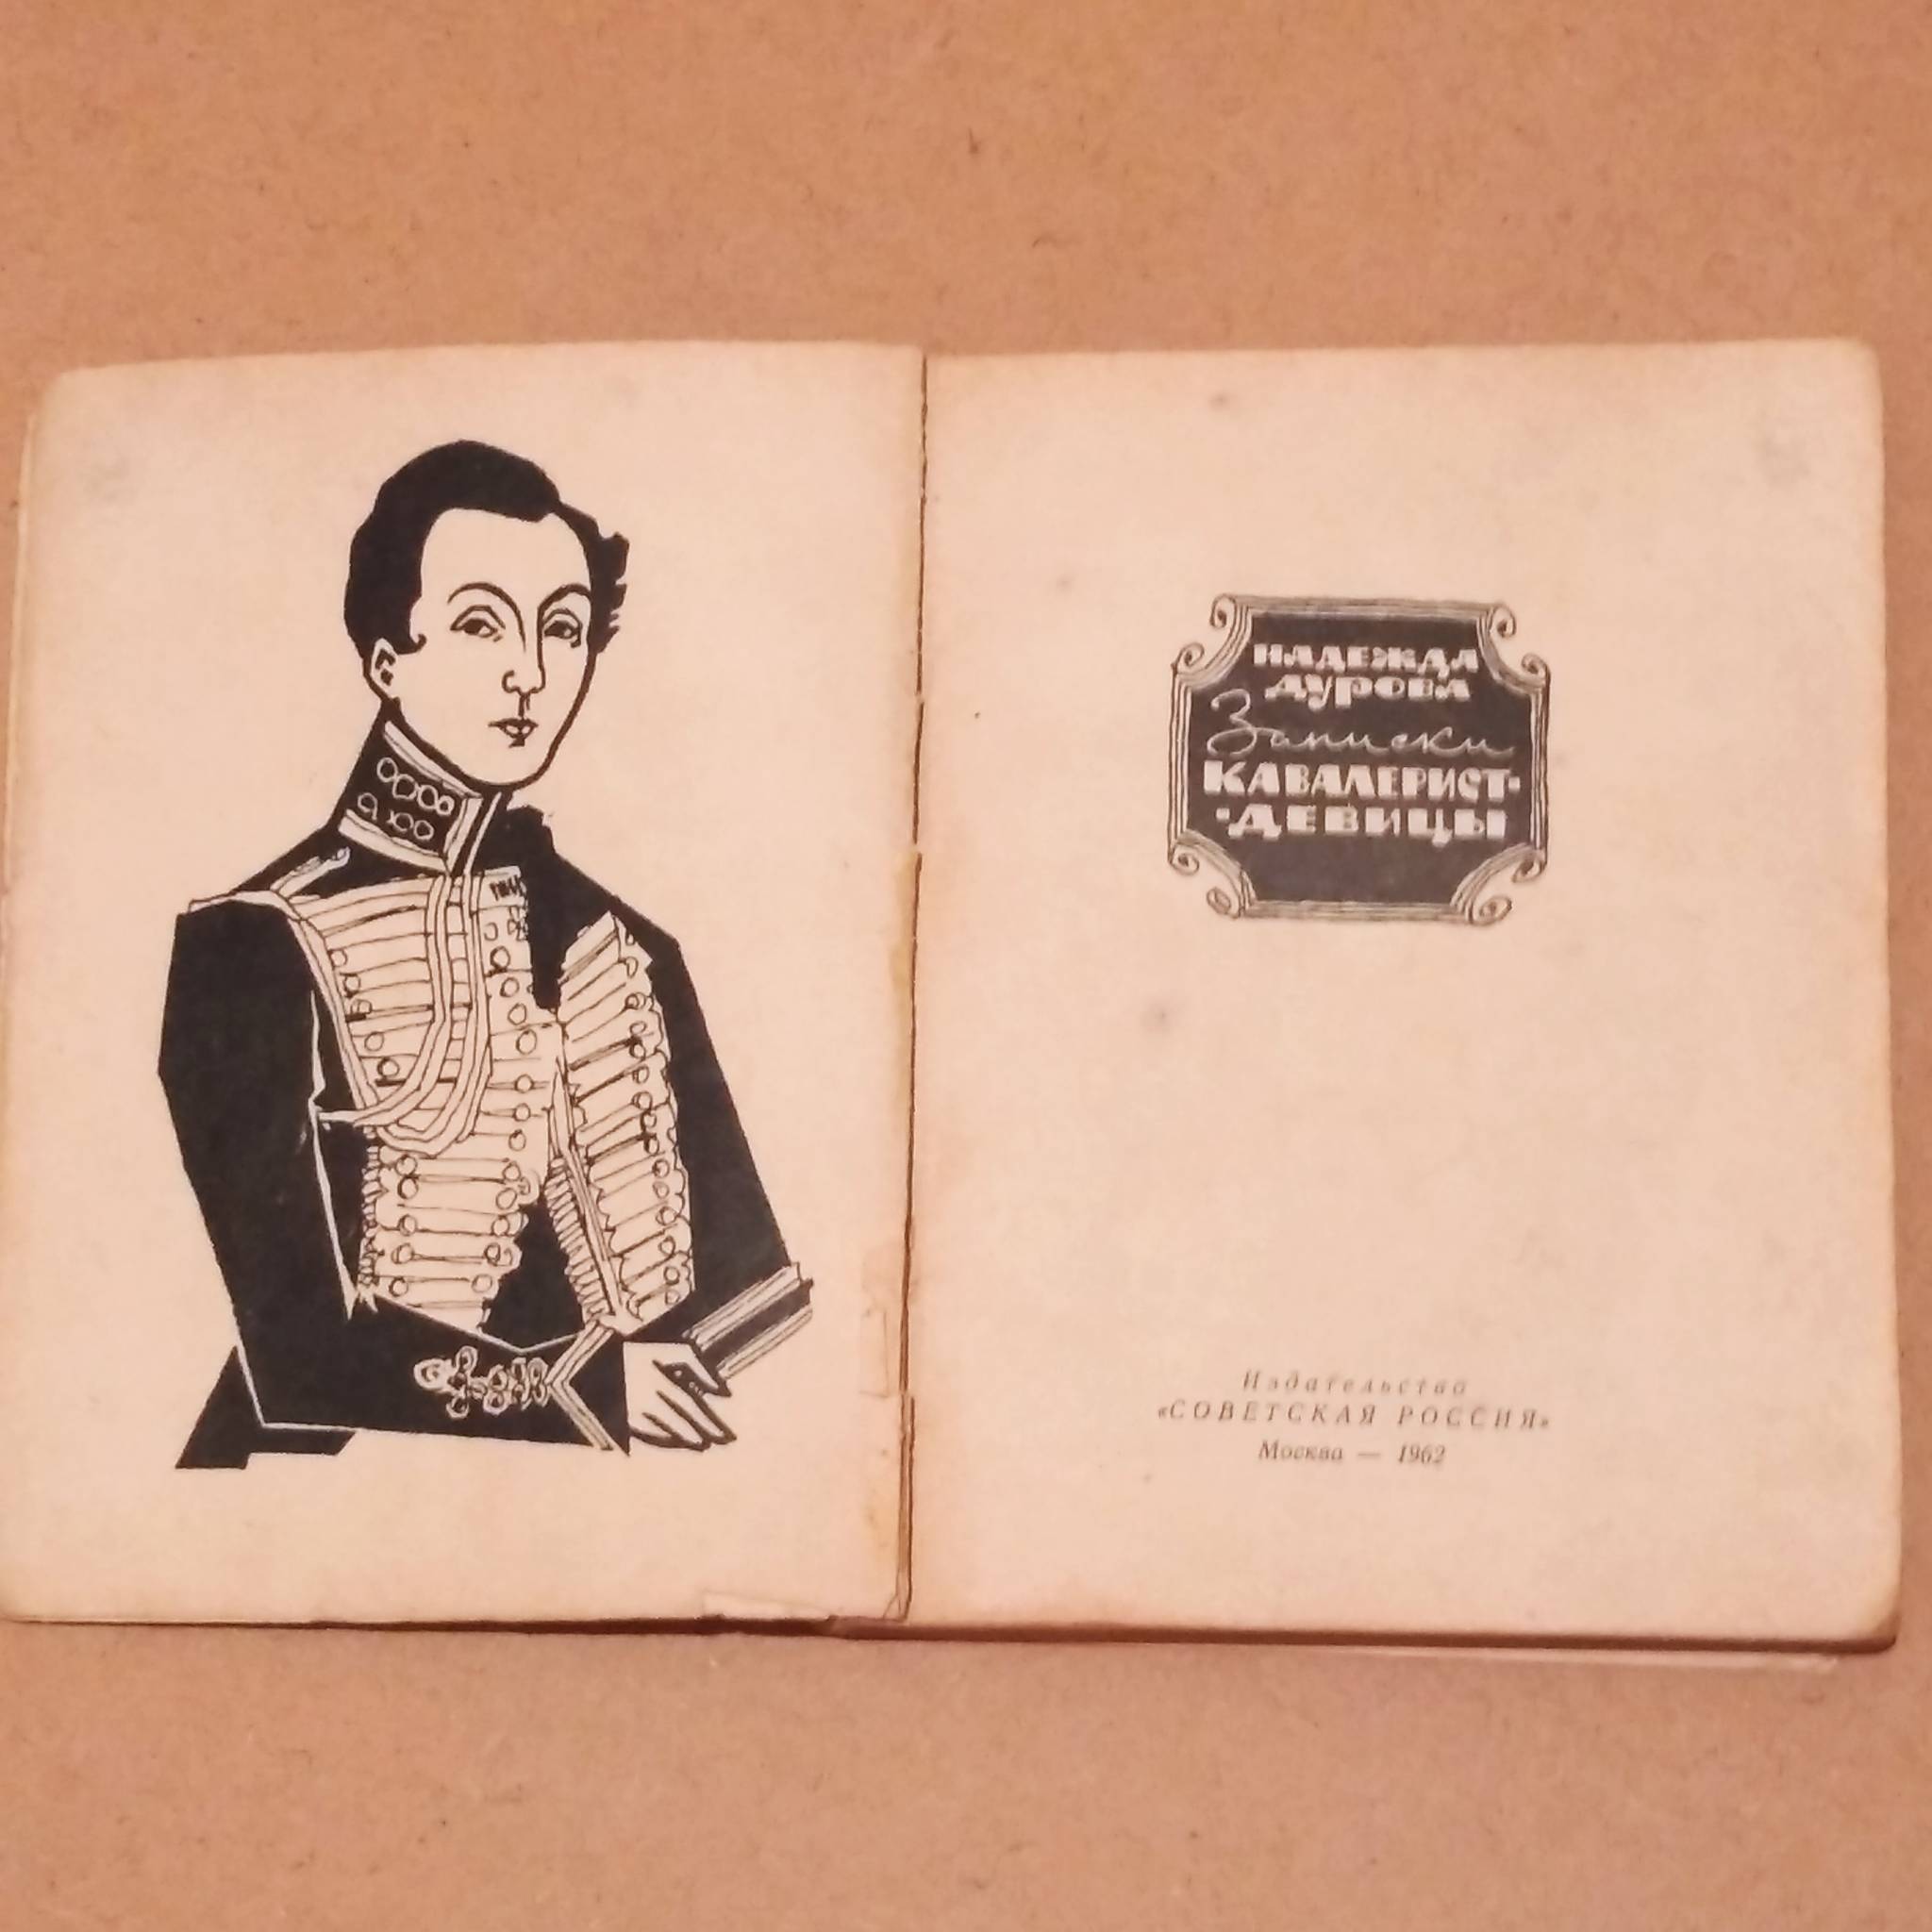 НАДЕЖДА
ДУРОВА
Записки
КАВАЛЕРИСТ-
-ДЕВИЦЫ
Издательство
«СОВЕТСКАЯ РОССИЯ»
Москва — 1962